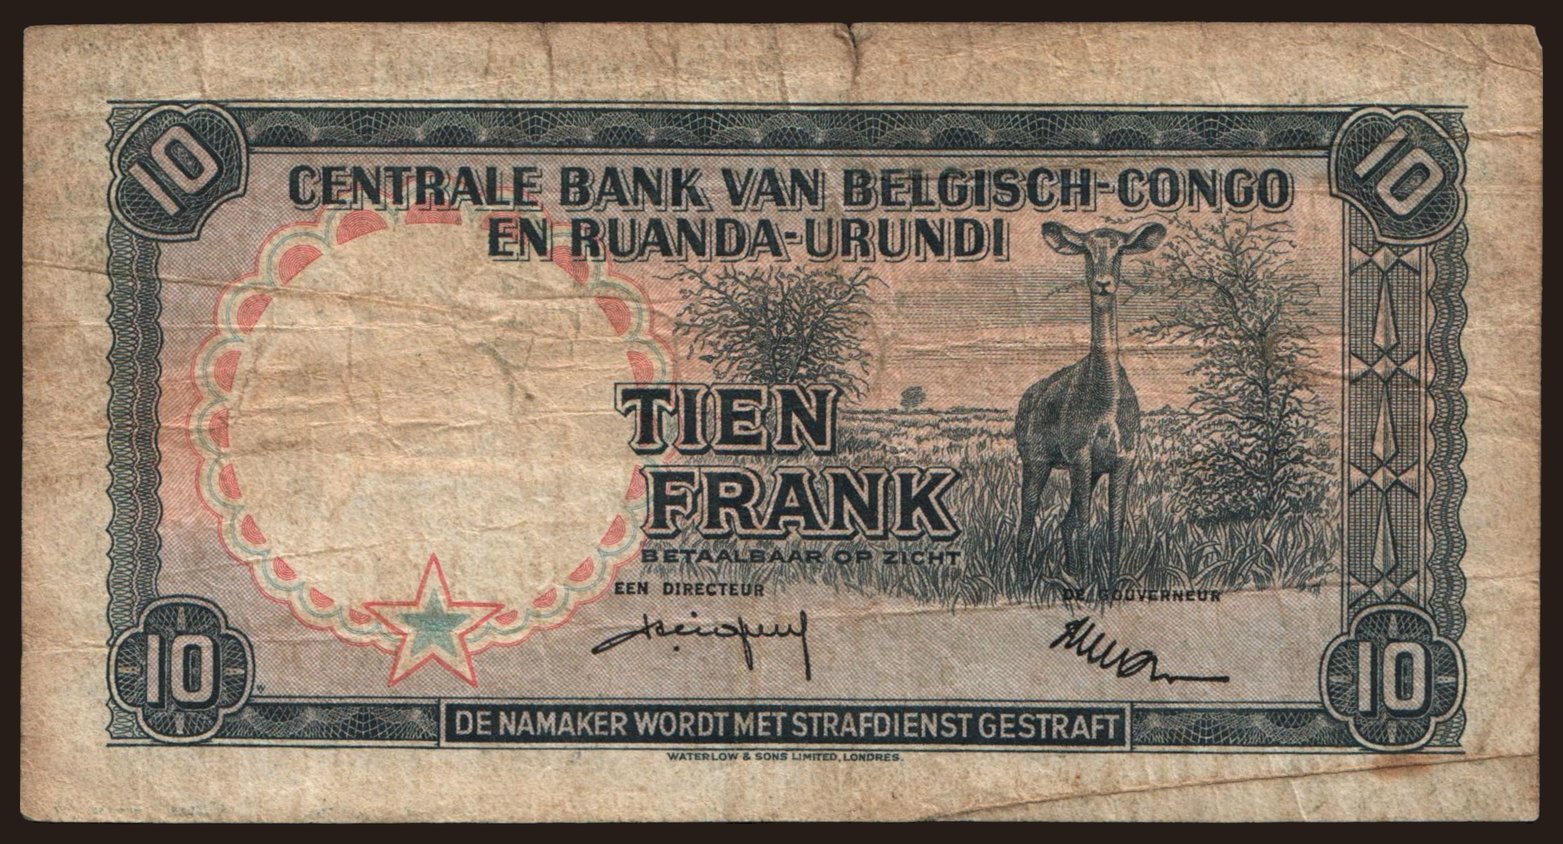 10 10
CENTRALE BANK VAN BELGISCH-CONGO
EN RUANDA-URUNDI
TIEN
FRANK
BETAALBAAR OP ZICHT
EEN DIRECTEUR DE GOUVERNEUR
10 10
DE NAMAKER WORDT MET STRAFDIENST GESTRAFT
WATERLOW & SONS LIMITED, LONDRES.